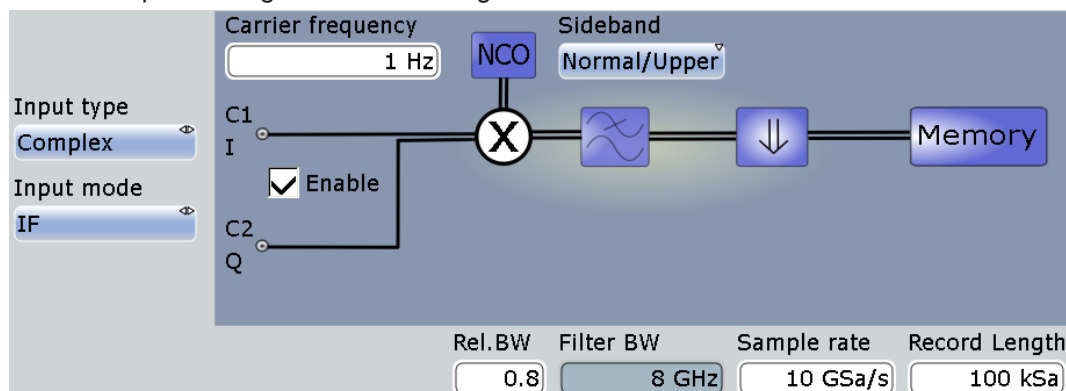 Carrier frequency
1 Hz
NCO
Sideband
Normal/Upper
Input type
Complex
Input mode
IF
C1
I
X
Enable
C2
Q
Memory
Rel.BW
0.8
Filter BW
8 GHz
Sample rate
10 GSa/s
Record Length
100 kSa